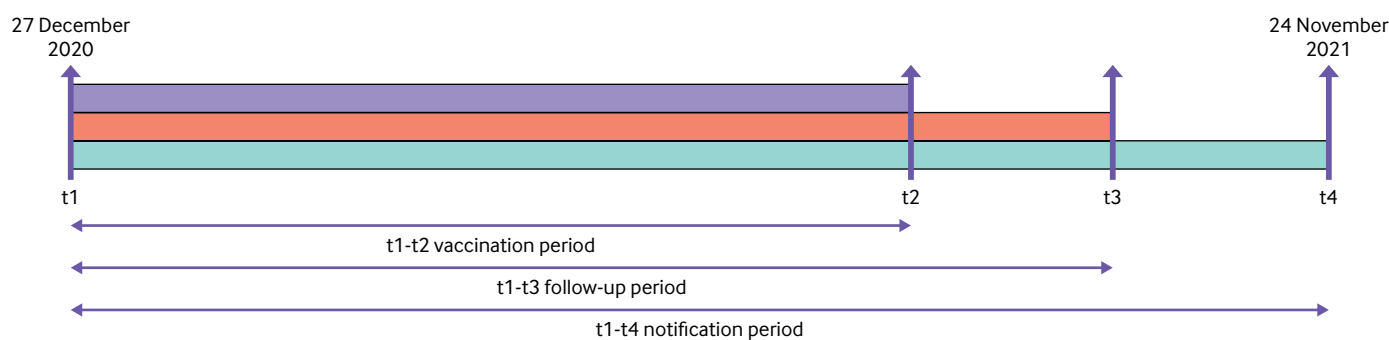 27 December
2020
24 November
2021
t1
t2
t3
t4
t1-t2 vaccination period
t1-t3 follow-up period
t1-t4 notification period